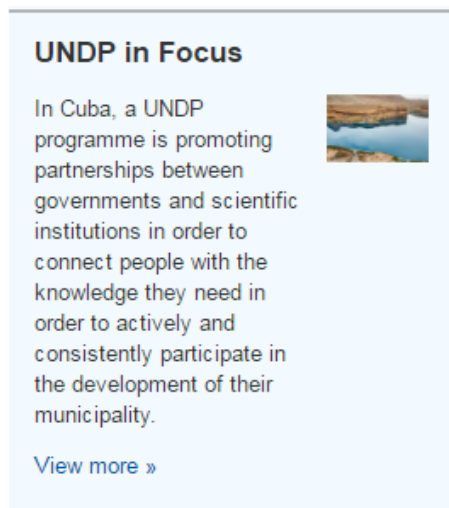 UNDP in Focus
In Cuba, a UNDP
programme is promoting
partnerships between
governments and scientific
institutions in order to
connect people with the
knowledge they need in
order to actively and
consistently participate in
the development of their
municipality.
View more »